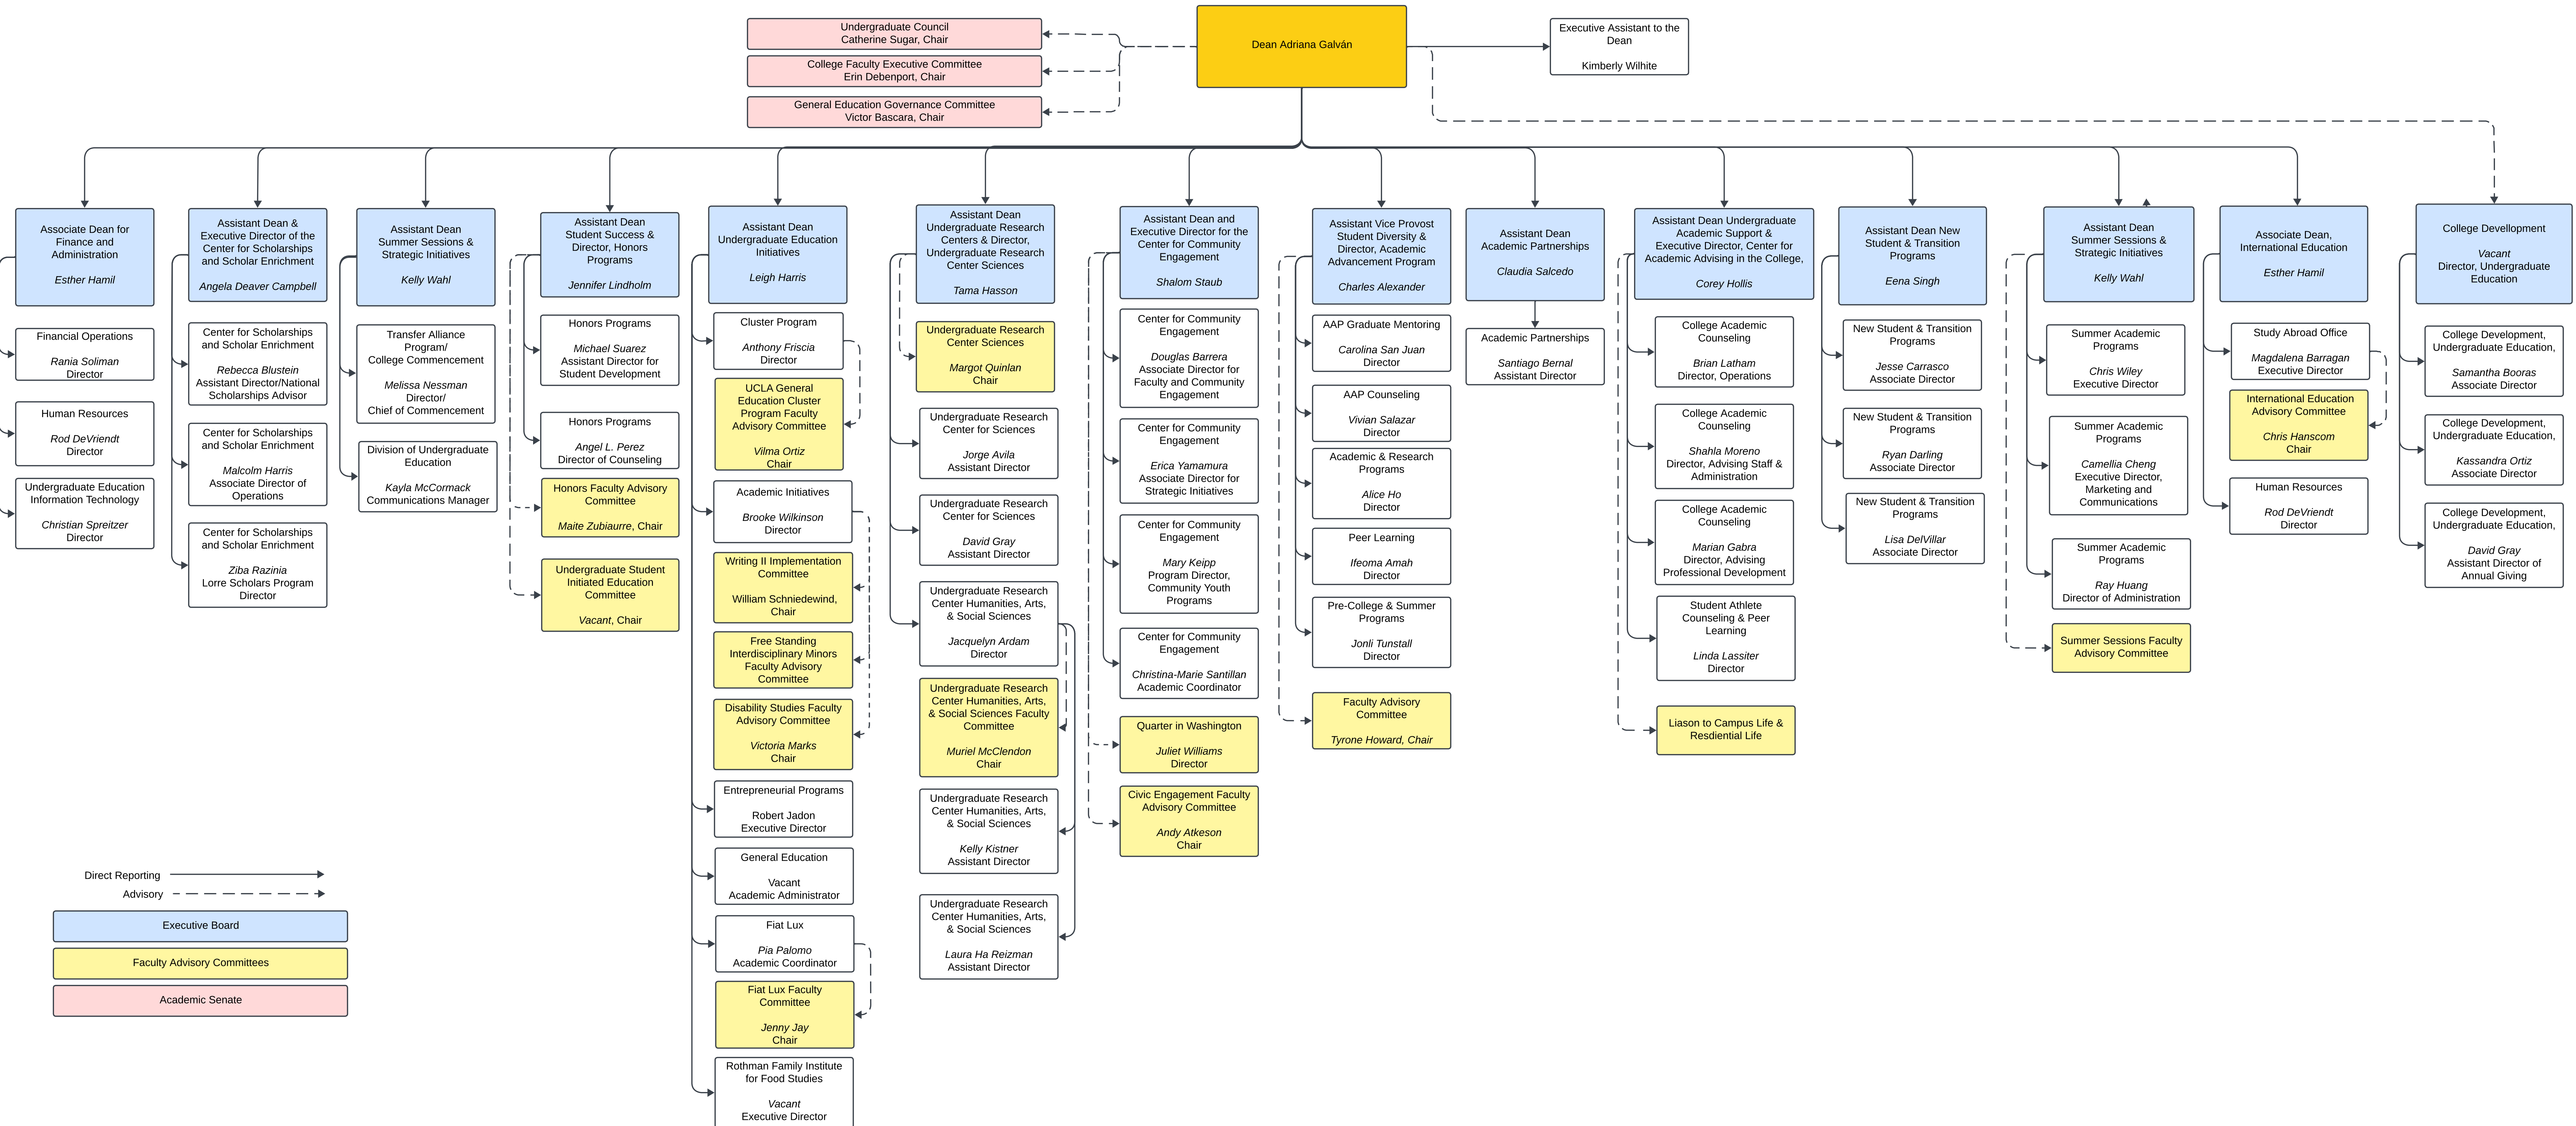 Undergraduate Council
Catherine Sugar, Chair
College Faculty Executive Committee
Erin Debenport, Chair
General Education Governance Committee
Victor Bascara, Chair
Dean Adriana Galván
Executive Assistant to the
Dean
Kimberly Wilhite
Associate Dean for
Finance and
Administration
Esther Hamil
Financial Operations
Rania Soliman
Director
Human Resources
Rod DeVriendt
Director
Undergraduate Education
Information Technology
Christian Spreitzer
Director
Assistant Dean &
Executive Director of the
Center for Scholarships
and Scholar Enrichment
Angela Deaver Campbell
Center for Scholarships
and Scholar Enrichment
Rebecca Blustein
Assistant Director/National
Scholarships Advisor
Center for Scholarships
and Scholar Enrichment
Malcolm Harris
Associate Director of
Operations
Center for Scholarships
and Scholar Enrichment
Ziba Razinia
Lorre Scholars Program
Director
Assistant Dean
Summer Sessions &
Strategic Initiatives
Kelly Wahl
Transfer Alliance
Program/
College Commencement
Melissa Nessman
Director/
Chief of Commencement
Division of Undergraduate
Education
Kayla McCormack
Communications Manager
Assistant Dean
Student Success &
Director, Honors
Programs
Jennifer Lindholm
Honors Programs
Michael Suarez
Assistant Director for
Student Development
Honors Programs
Angel L. Perez
Director of Counseling
Honors Faculty Advisory
Committee
Maite Zubiaurre, Chair
Undergraduate Student
Initiated Education
Committee
Vacant, Chair
Assistant Dean
Undergraduate Education
Initiatives
Leigh Harris
Cluster Program
Anthony Friscia
Director
UCLA General
Education Cluster
Program Faculty
Advisory Committee
Vilma Ortiz
Chair
Academic Initiatives
Brooke Wilkinson
Director
Writing II Implementation
Committee
William Schniedewind,
Chair
Free Standing
Interdisciplinary Minors
Faculty Advisory
Committee
Disability Studies Faculty
Advisory Committee
Victoria Marks
Chair
Entrepreneurial Programs
Robert Jadon
Executive Director
General Education
Vacant
Academic Administrator
Fiat Lux
Pia Palomo
Academic Coordinator
Fiat Lux Faculty
Committee
Jenny Jay
Chair
Rothman Family Institute
for Food Studies
Vacant
Executive Director
Assistant Dean
Undergraduate Research
Centers & Director,
Undergraduate Research
Center Sciences
Tama Hasson
Undergraduate Research
Center Sciences
Margot Quinlan
Chair
Undergraduate Research
Center for Sciences
Jorge Avila
Assistant Director
Undergraduate Research
Center for Sciences
David Gray
Assistant Director
Undergraduate Research
Center Humanities, Arts,
& Social Sciences
Jacquelyn Ardam
Director
Undergraduate Research
Center Humanities, Arts,
& Social Sciences Faculty
Committee
Muriel McClendon
Chair
Undergraduate Research
Center Humanities, Arts,
& Social Sciences
Kelly Kistner
Assistant Director
Undergraduate Research
Center Humanities, Arts,
& Social Sciences
Laura Ha Reizman
Assistant Director
Assistant Dean and
Executive Director for the
Center for Community
Engagement
Shalom Staub
Center for Community
Engagement
Douglas Barrera
Associate Director for
Faculty and Community
Engagement
Center for Community
Engagement
Erica Yamamura
Associate Director for
Strategic Initiatives
Center for Community
Engagement
Mary Keipp
Program Director,
Community Youth
Programs
Center for Community
Engagement
Christina-Marie Santillan
Academic Coordinator
Quarter in Washington
Juliet Williams
Director
Civic Engagement Faculty
Advisory Committee
Andy Atkeson
Chair
Assistant Vice Provost
Student Diversity &
Director, Academic
Advancement Program
Charles Alexander
AAP Graduate Mentoring
Carolina San Juan
Director
AAP Counseling
Vivian Salazar
Director
Academic & Research
Programs
Alice Ho
Director
Peer Learning
Ifeoma Amah
Director
Pre-College & Summer
Programs
Jonli Tunstall
Director
Faculty Advisory
Committee
Tyrone Howard, Chair
Assistant Dean
Academic Partnerships
Claudia Salcedo
Academic Partnerships
Santiago Bernal
Assistant Director
Assistant Dean Undergraduate
Academic Support &
Executive Director, Center for
Academic Advising in the College,
Corey Hollis
College Academic
Counseling
Brian Latham
Director, Operations
College Academic
Counseling
Shahla Moreno
Director, Advising Staff &
Administration
College Academic
Counseling
Marian Gabra
Director, Advising
Professional Development
Student Athlete
Counseling & Peer
Learning
Linda Lassiter
Director
Liason to Campus Life &
Resdiential Life
Assistant Dean New
Student & Transition
Programs
Eena Singh
New Student & Transition
Programs
Jesse Carrasco
Associate Director
New Student & Transition
Programs
Ryan Darling
Associate Director
New Student & Transition
Programs
Lisa DelVillar
Associate Director
Assistant Dean
Summer Sessions &
Strategic Initiatives
Kelly Wahl
Summer Academic
Programs
Chris Wiley
Executive Director
Summer Academic
Programs
Camellia Cheng
Executive Director,
Marketing and
Communications
Summer Academic
Programs
Ray Huang
Director of Administration
Summer Sessions Faculty
Advisory Committee
Associate Dean,
International Education
Esther Hamil
Study Abroad Office
Magdalena Barragan
Executive Director
International Education
Advisory Committee
Chris Hanscom
Chair
Human Resources
Rod DeVriendt
Director
College Devellopment
Vacant
Director, Undergraduate
Education
College Development,
Undergraduate Education,
Samantha Booras
Associate Director
College Development,
Undergraduate Education,
Kassandra Ortiz
Associate Director
College Development,
Undergraduate Education,
David Gray
Assistant Director of
Annual Giving
Direct Reporting
Advisory
Executive Board
Faculty Advisory Committees
Academic Senate